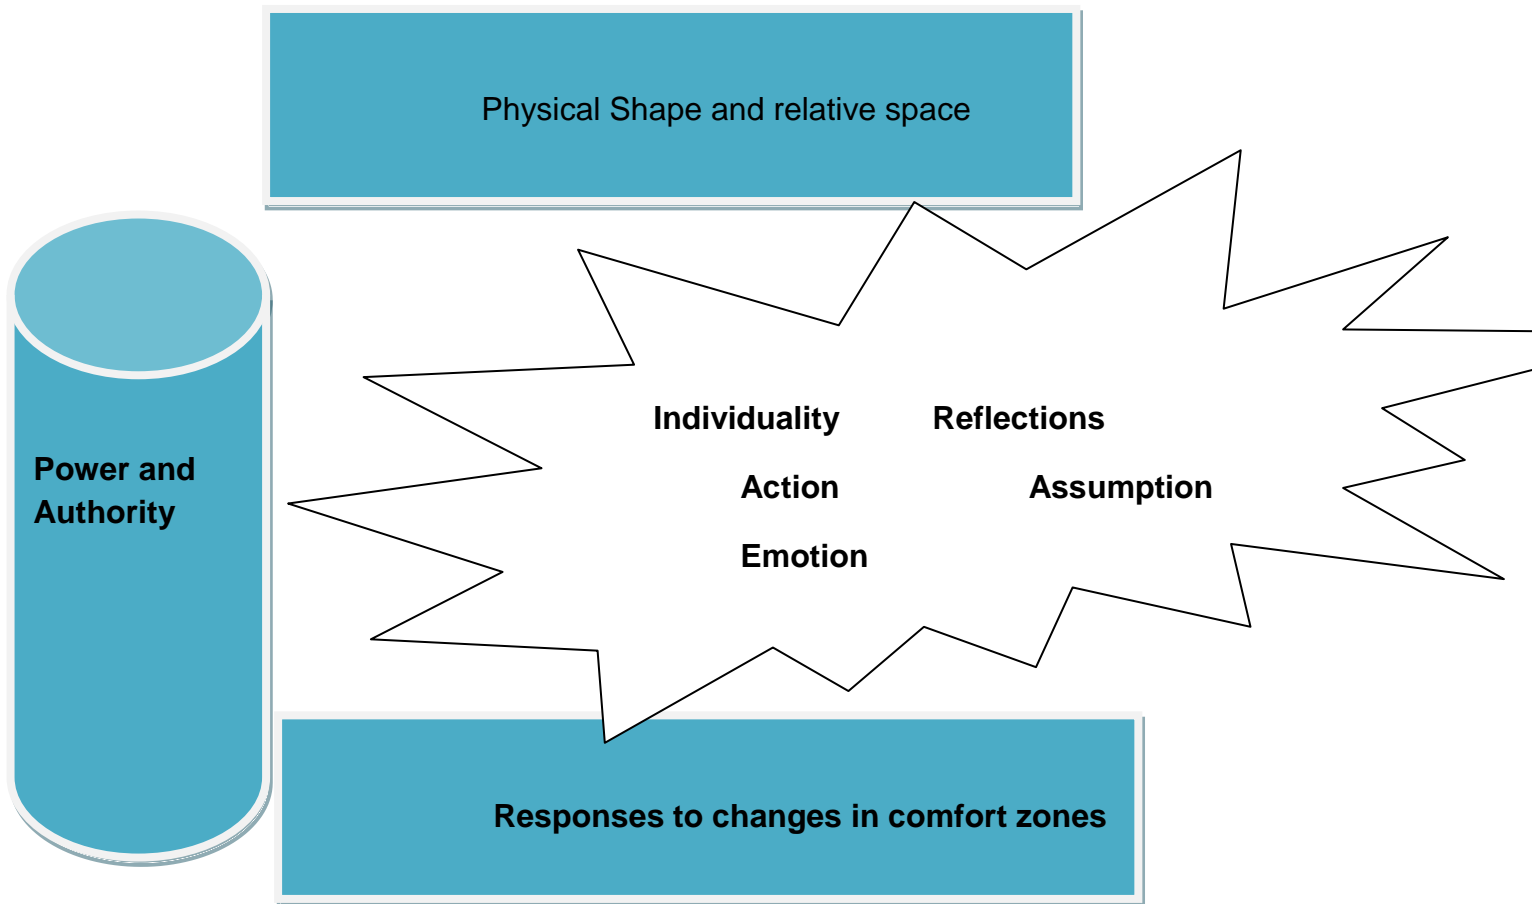 Physical Shape and relative space
Individuality Reflections
Action Assumption
Emotion
Power and
Authority
Responses to changes in comfort zones